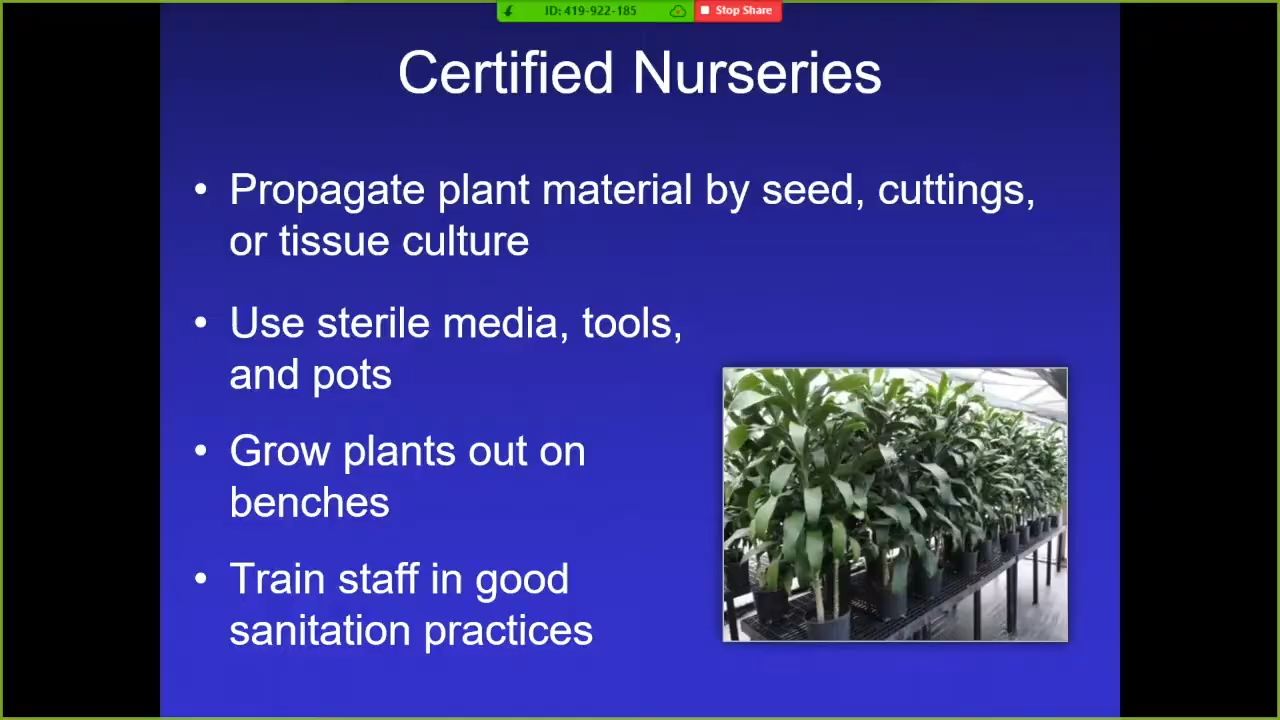 ID: 419-922-185
Stop Share
Certified Nurseries
• Propagate plant material by seed, cuttings,
or tissue culture
• Use sterile media, tools,
and pots
• Grow plants out on
benches
• Train staff in good
sanitation practices